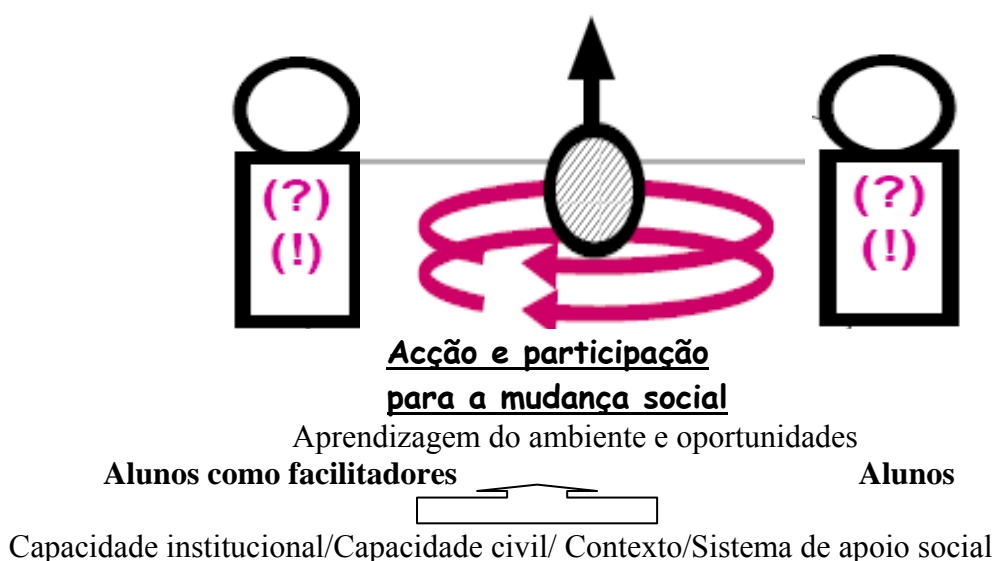 (?) (?)
(!) (!)
Acção e participação
para a mudança social
Aprendizagem do ambiente e oportunidades
Alunos como facilitadores Alunos
Capacidade institucional/Capacidade civil/ Contexto/Sistema de apoio social